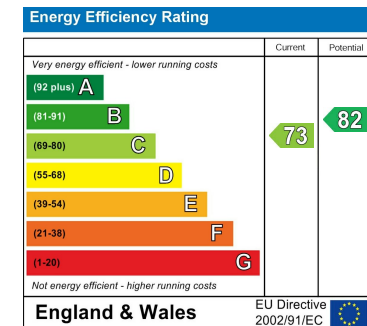 Energy Efficiency Rating
Current Potential
Very energy efficient - lower running costs
(92 plus) A
(81-91) B
82
(69-80) C
73
(55-68) D
(39-54) E
(21-38) F
(1-20) G
Not energy efficient - higher running costs
England & Wales
EU Directive
2002/91/EC